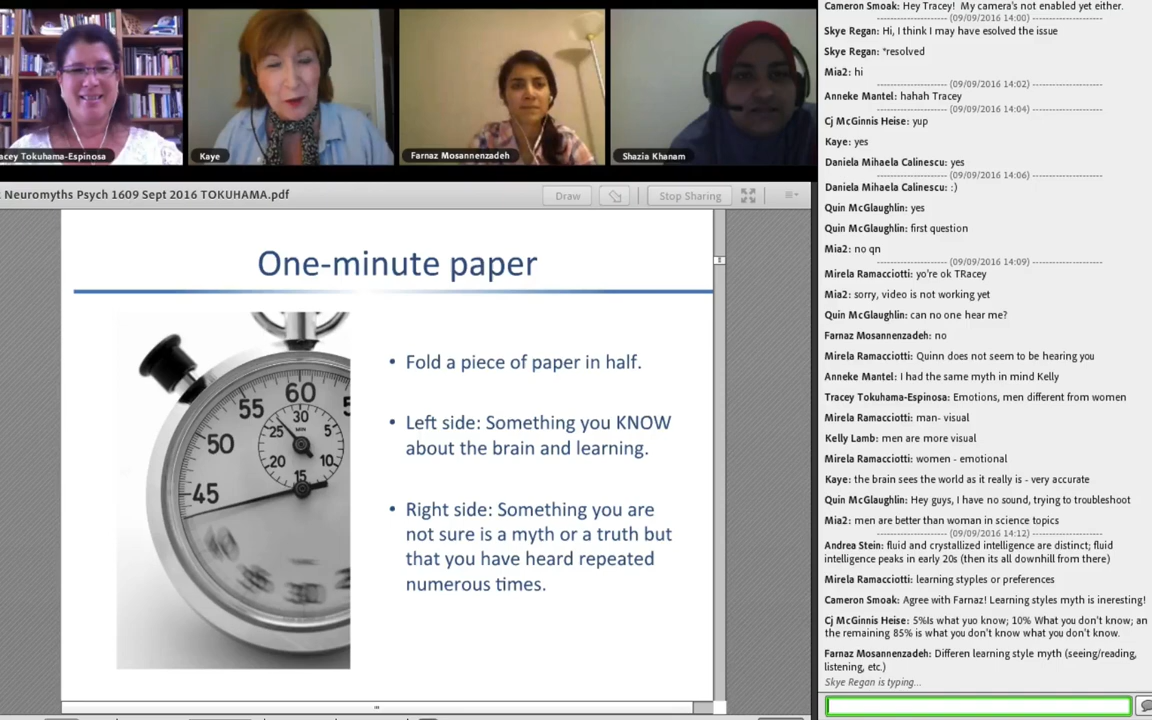 acey Tokuhama-Espinosa
Kaye
Farnaz Mosannenzadeh
Shazia Khanam
Neuromyths Psych 1609 Sept 2016 TOKUHAMA.pdf
Draw
Stop Sharing
One-minute paper
60
55
50
45
5
30
25
5
20
10
15
MIN
• Fold a piece of paper in half.
• Left side: Something you KNOW
about the brain and learning.
• Right side: Something you are
not sure is a myth or a truth but
that you have heard repeated
numerous times.
Cameron Smoak: Hey Tracey! My camera's not enabled yet either.
------------------ (09/09/2016 14:00) ------------------
Skye Regan: Hi, I think I may have esolved the issue
Skye Regan: *resolved
Mia2: hi
------------------ (09/09/2016 14:02) ------------------
Anneke Mantel: hahah Tracey
------------------ (09/09/2016 14:04) ------------------
Cj McGinnis Heise: yup
Kaye: yes
Daniela Mihaela Calinescu: yes
------------------ (09/09/2016 14:06) ------------------
Daniela Mihaela Calinescu: :)
Quin McGlaughlin: yes
Quin McGlaughlin: first question
Mia2: no qn
------------------ (09/09/2016 14:09) ------------------
Mirela Ramacciotti: yo're ok TRacey
Mia2: sorry, video is not working yet
Quin McGlaughlin: can no one hear me?
Farnaz Mosannenzadeh: no
Mirela Ramacciotti: Quinn does not seem to be hearing you
Anneke Mantel: I had the same myth in mind Kelly
Tracey Tokuhama-Espinosa: Emotions, men different from women
Mirela Ramacciotti: man- visual
Kelly Lamb: men are more visual
Mirela Ramacciotti: women - emotional
Kaye: the brain sees the world as it really is - very accurate
Quin McGlaughlin: Hey guys, I have no sound, trying to troubleshoot
Mia2: men are better than woman in science topics
------------------ (09/09/2016 14:12) ------------------
Andrea Stein: fluid and crystallized intelligence are distinct; fluid
intelligence peaks in early 20s (then its all downhill from there)
Mirela Ramacciotti: learning styples or preferences
Cameron Smoak: Agree with Farnaz! Learning styles myth is ineresting!
Cj McGinnis Heise: 5%Is what yuo know; 10% What you don't know; an
the remaining 85% is what you don't know what you don't know.
Farnaz Mosannenzadeh: Differen learning style myth (seeing/reading,
listening, etc.)
Skye Regan is typing...